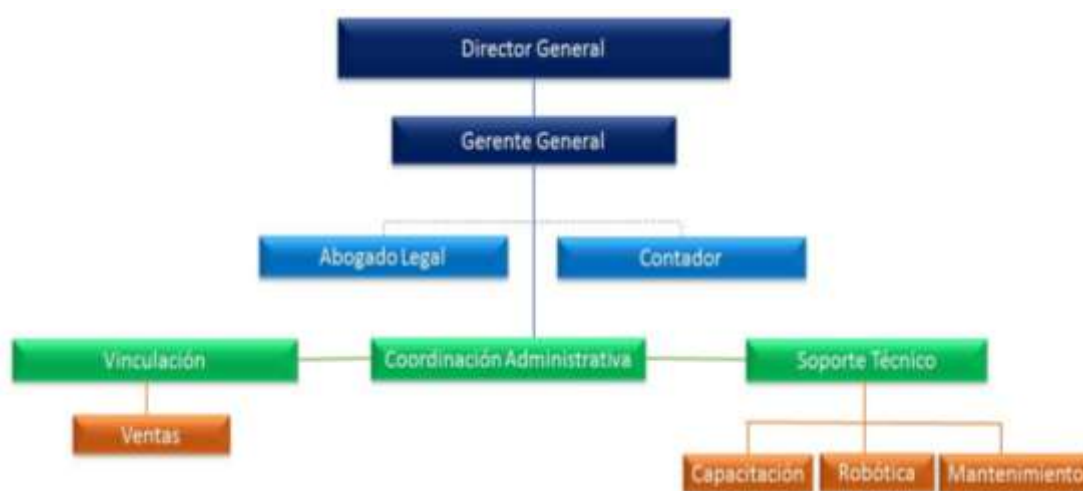 Director General
Gerente General
Abogado Legal
Contador
Vinculación
Coordinación Administrativa
Soporte Técnico
Ventas
Capacitación
Robótica
Mantenimiento